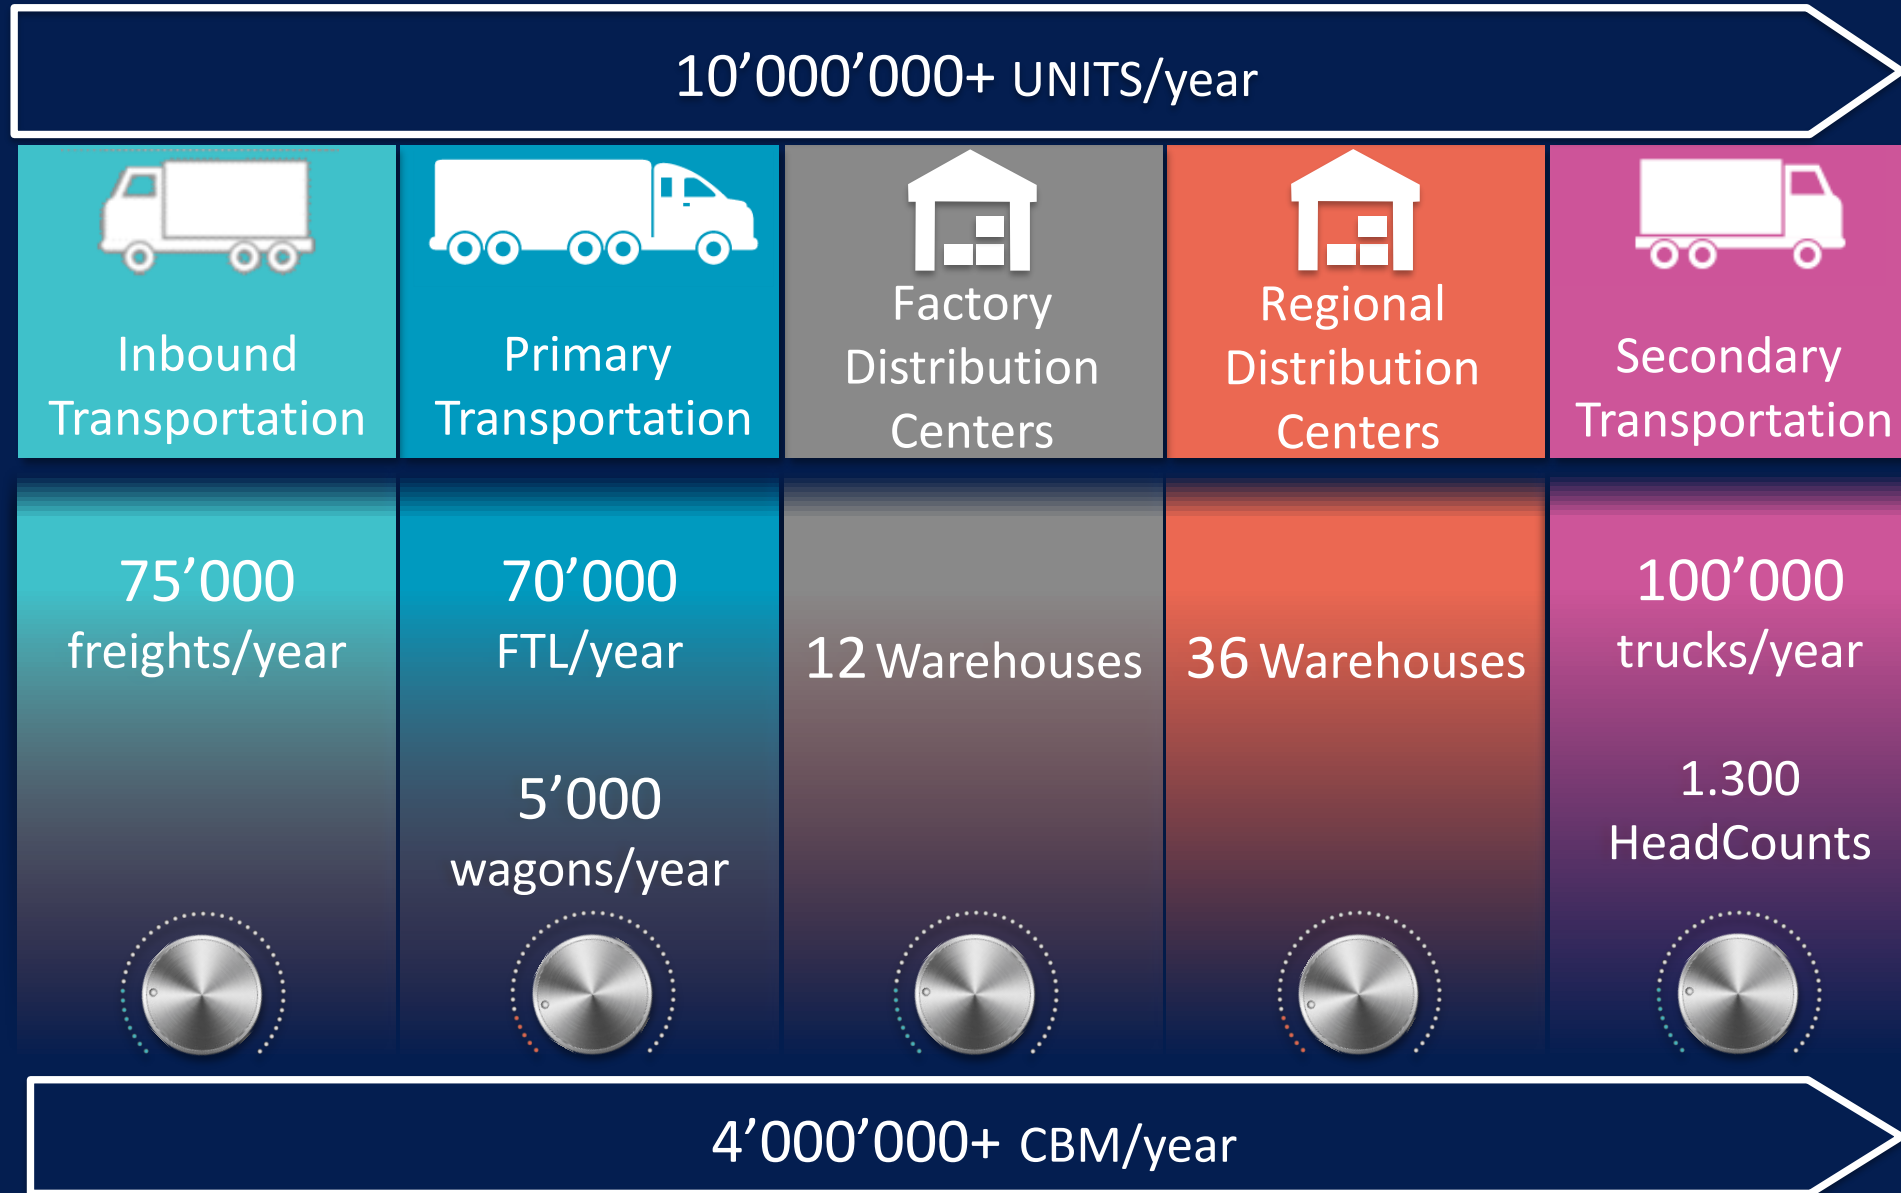 10’000’000+ UNITS/year
Inbound
Transportation
Primary
Transportation
Factory
Distribution
Centers
Regional
Distribution
Centers
Secondary
Transportation
75’000
freights/year
70’000
FTL/year
5’000
wagons/year
12 Warehouses
36 Warehouses
100’000
trucks/year
1.300
HeadCounts
4’000’000+ CBM/year